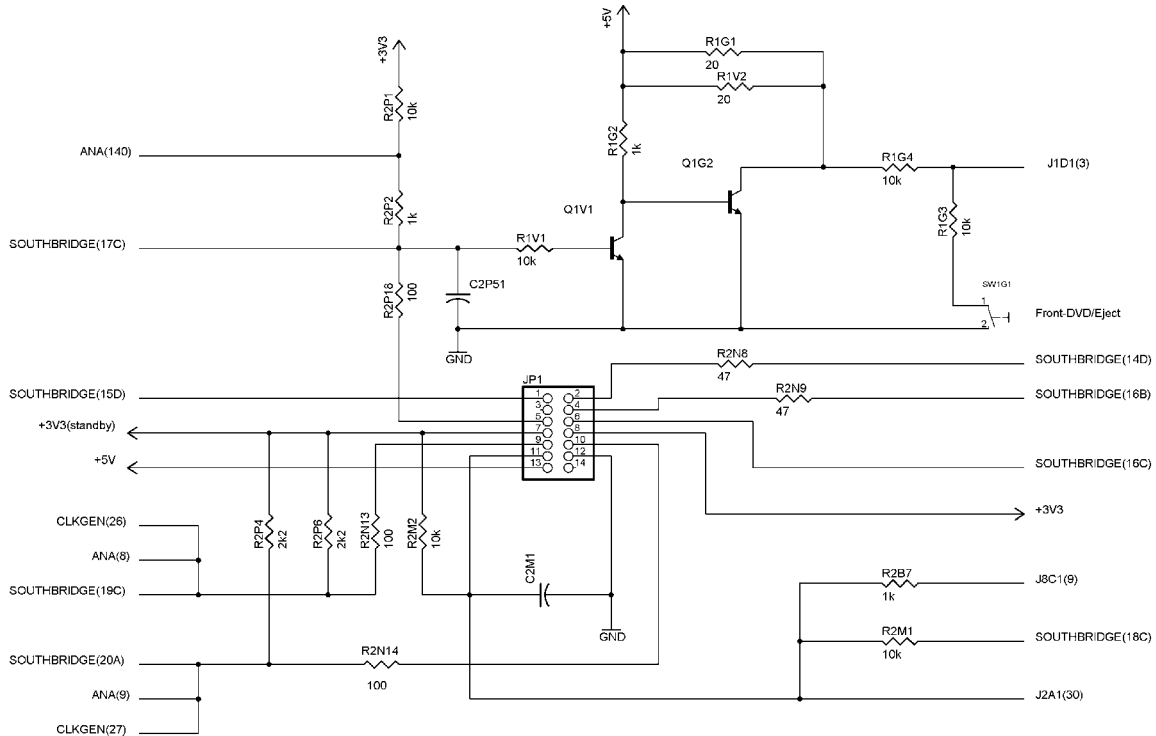 +5V
+3V3
R1G1
20
R1V2
20
R2P1
10k
R1G2
1k
ANA(140)
Q1G2
R1G4
10k
J1D1(3)
R2P2
1k
Q1V1
R1G3
10k
SOUTHBRIDGE(17C)
R1V1
10k
R2P18
100
C2P51
SW1G1
1
2
Front-DVD/Eject
GND
R2N8
47
SOUTHBRIDGE(14D)
JP1
SOUTHBRIDGE(15D)
1
2
3
4
5
6
7
8
9
10
11
12
13
14
R2N9
47
SOUTHBRIDGE(16B)
+3V3(standby)
+5V
SOUTHBRIDGE(16C)
+3V3
CLKGEN(26)
R2P4
2k2
R2P6
2k2
R2N13
100
R2M2
10k
ANA(8)
C2M1
SOUTHBRIDGE(19C)
R2B7
1k
J8C1(9)
GND
R2M1
10k
SOUTHBRIDGE(18C)
SOUTHBRIDGE(20A)
R2N14
100
ANA(9)
J2A1(30)
CLKGEN(27)